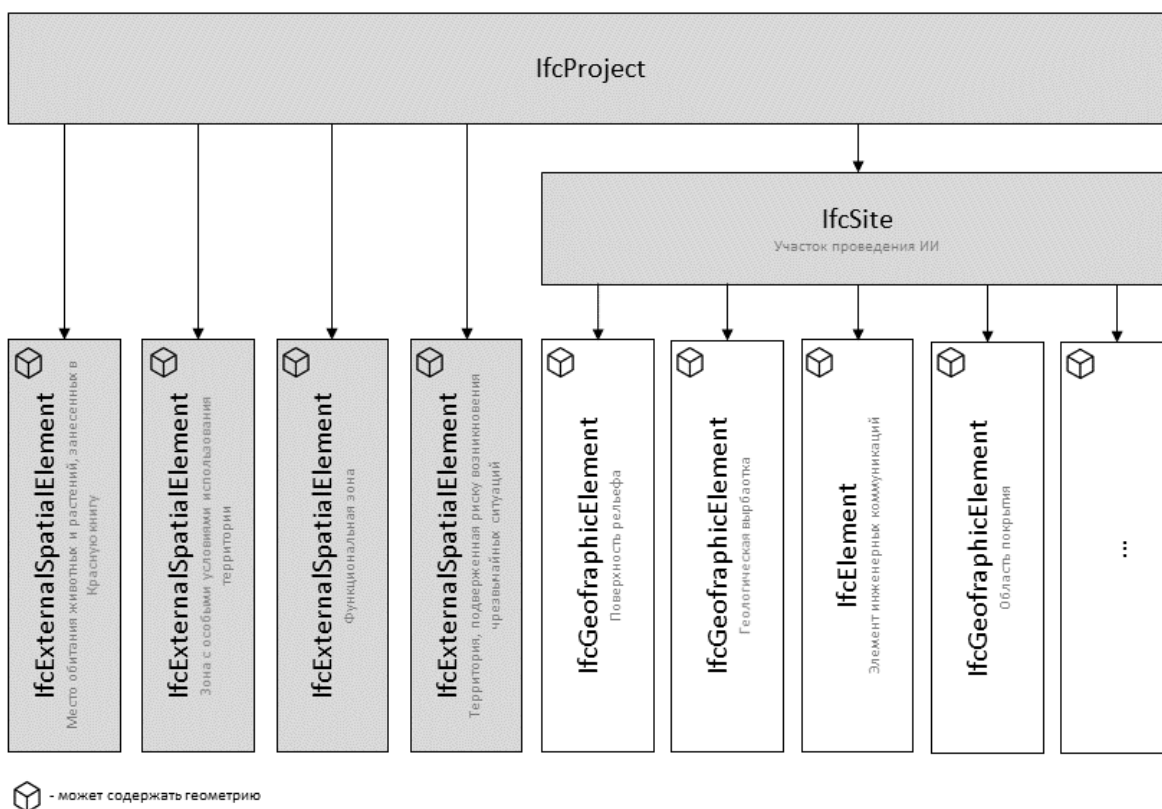 IfcProject
IfcSite
Участок проведения ИИ
IfcExternalSpatialElement
Место обитания животных и растений, занесенных в
Красную книгу
IfcExternalSpatialElement
Зона с особыми условиями использования
территории
IfcExternalSpatialElement
Функциональная зона
IfcExternalSpatialElement
Территория, подверженная риску возникновения
чрезвычайных ситуаций
IfcGeofraphicElement
Поверхность рельефа
IfcGeofraphicElement
Геологическая вырбаотка
IfcElement
Элемент инженерных коммуникаций
IfcGeofraphicElement
Область покрытия
...
- может содержать геометрию